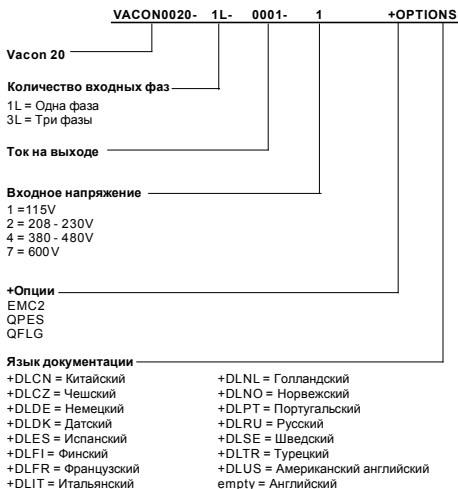 VACON0020- 1L- 0001- 1 +OPTIONS
Vacon 20
Количество входных фаз
1L = Одна фаза
3L = Три фазы
Ток на выходе
Входное напряжение
1 =115V
2 = 208 - 230V
4 = 380 - 480V
7 = 600V
+Опции
EMC2
QPES
QFLG
Язык документации
+DLCN = Китайский
+DLCZ = Чешский
+DLDE = Немецкий
+DLDK = Датский
+DLES = Испанский
+DLFI = Финский
+DLFR = Французский
+DLIT = Итальянский
+DLNL = Голландский
+DLNO = Норвежский
+DLPT = Португальский
+DLRU = Русский
+DLSE = Шведский
+DLTR = Турецкий
+DLUS = Американский английский
empty = Английский